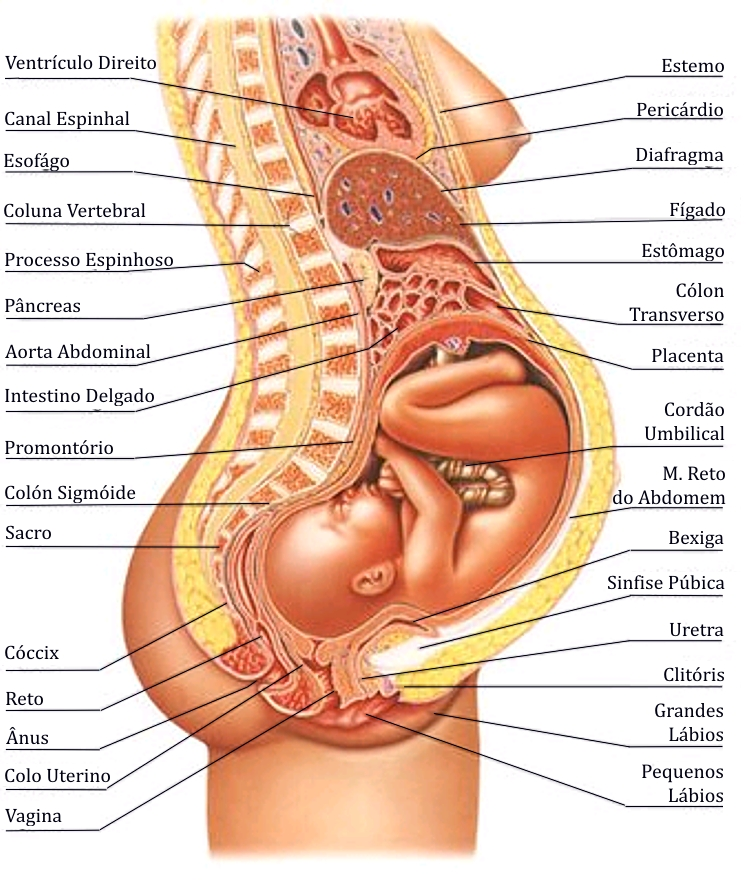 Ventrículo Direito
Canal Espinhal
Esofágo
Coluna Vertebral
Processo Espinhoso
Pâncreas
Aorta Abdominal
Intestino Delgado
Promontório
Colón Sigmóide
Sacro
Cóccix
Reto
Ânus
Colo Uterino
Vagina
Estemo
Pericárdio
Diafragma
Fígado
Estômago
Cólon
Transverso
Placenta
Cordão
Umbilical
M. Reto
do Abdomem
Bexiga
Sinfise Púbica
Uretra
Clitóris
Grandes
Lábios
Pequenos
Lábios